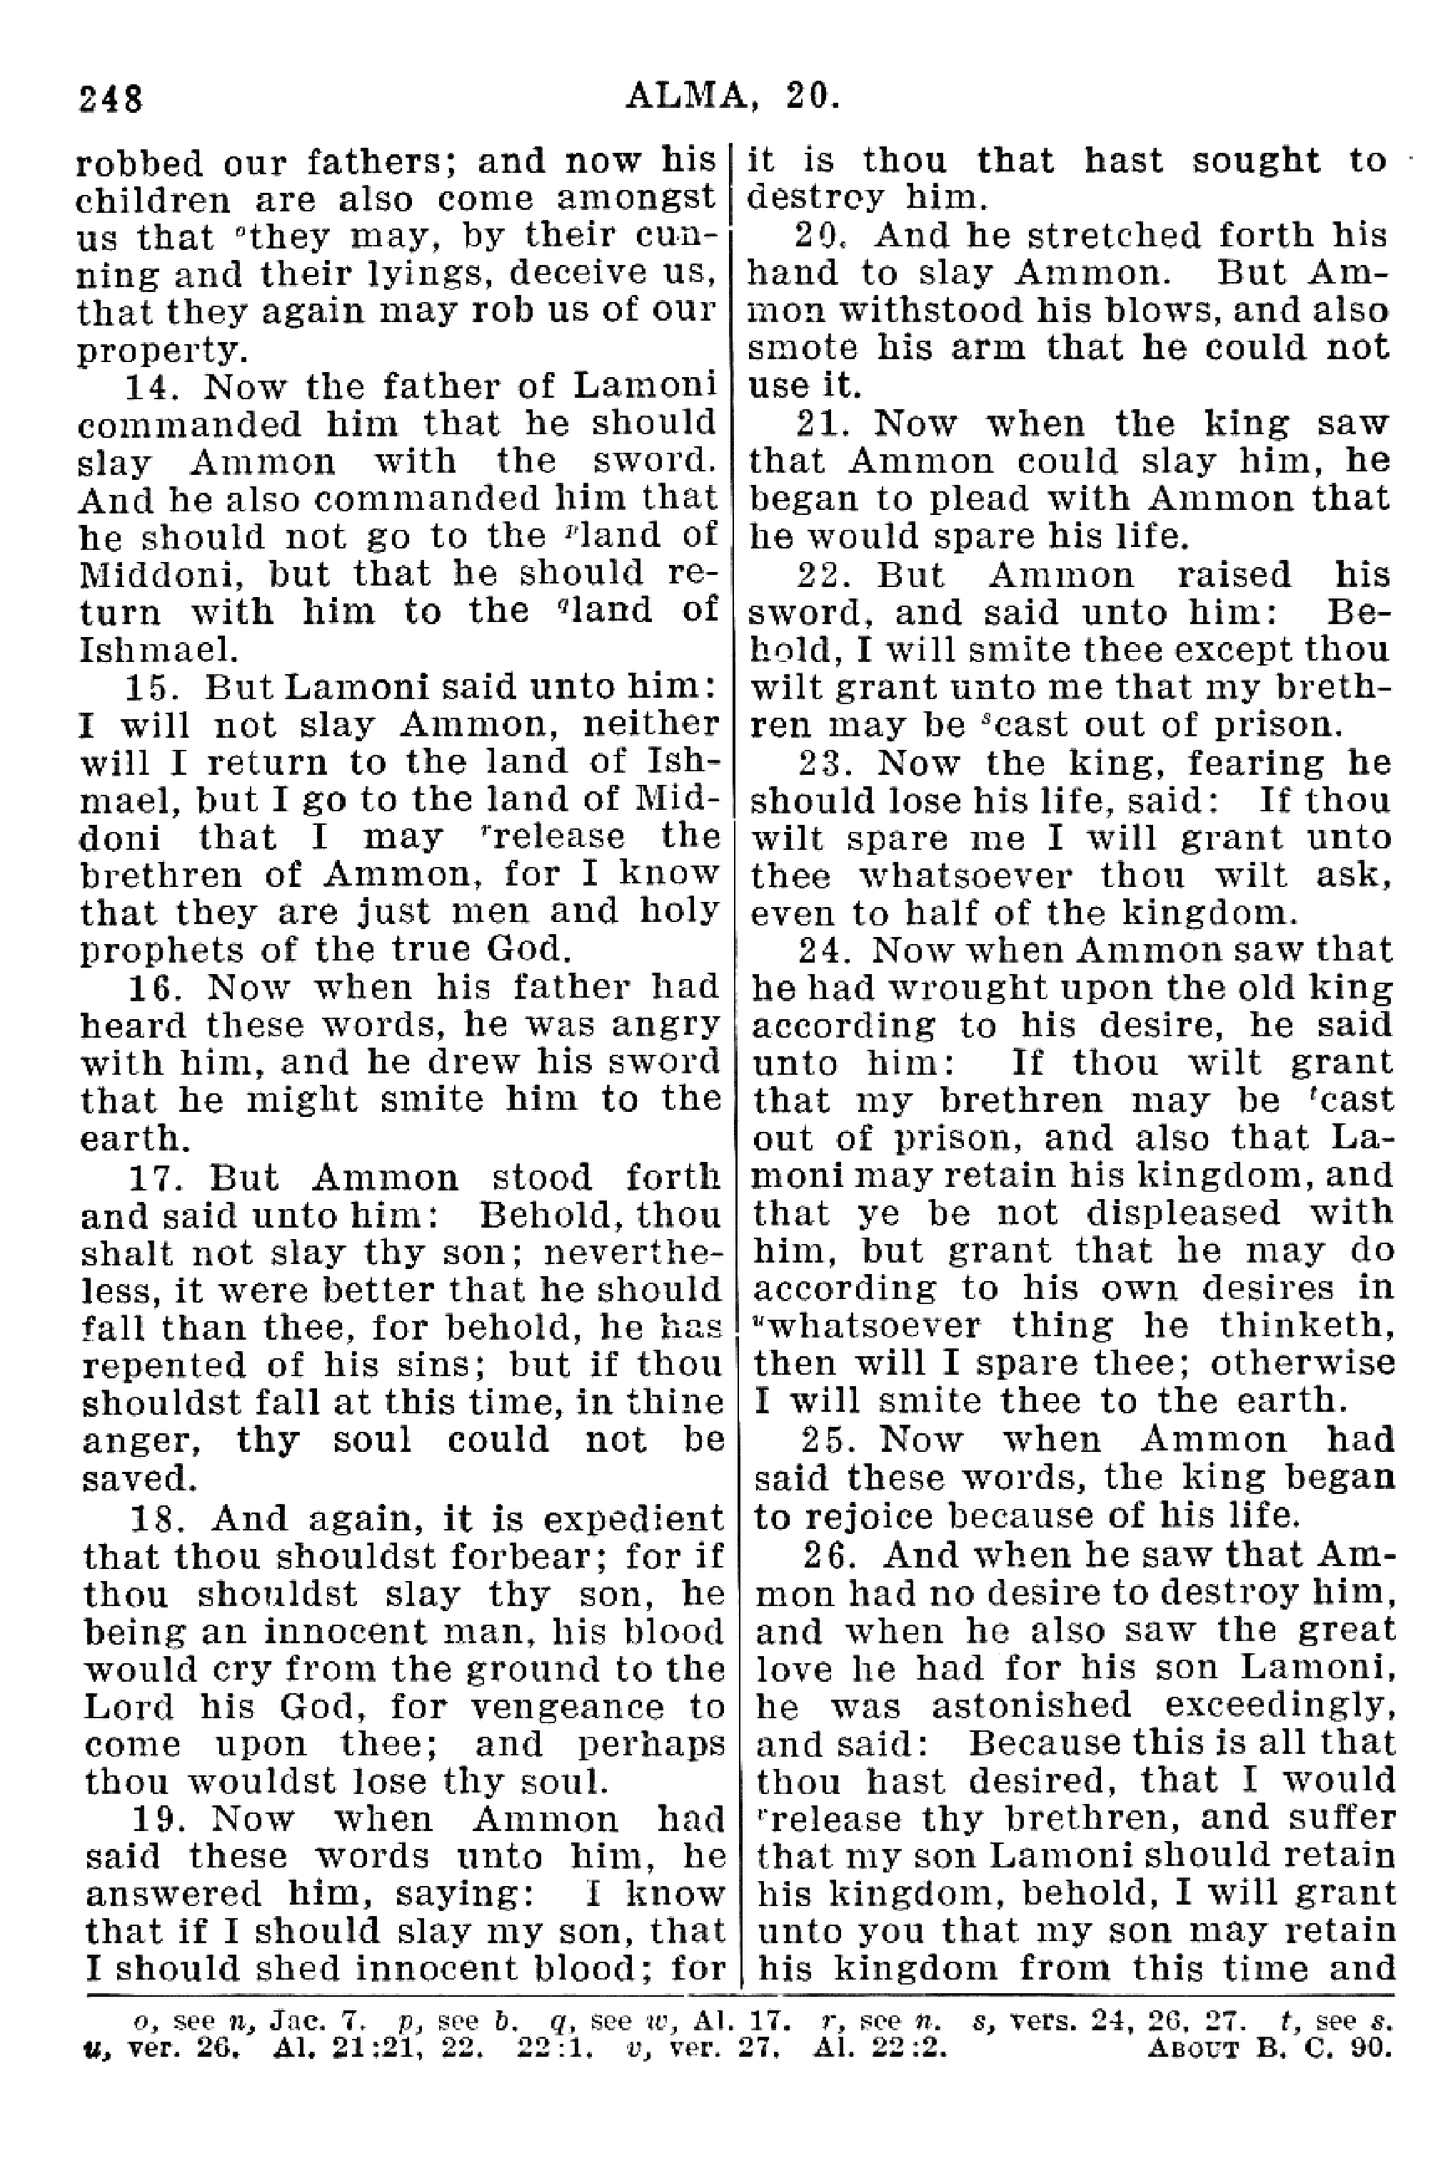 248
ALMA, 20.
robbed our fathers; and now his
children are also come amongst
us that ᵒthey may, by their cun-
ning and their lyings, deceive us,
that they again may rob us of our
property.
14. Now the father of Lamoni
commanded him that he should
slay Ammon with the sword.
And he also commanded him that
he should not go to the ᵖland of
Middoni, but that he should re-
turn with him to the qland of
Ishmael.
15. But Lamoni said unto him:
I will not slay Ammon, neither
will I return to the land of Ish-
mael, but I go to the land of Mid-
doni that I may ʳrelease the
brethren of Ammon, for I know
that they are just men and holy
prophets of the true God.
16. Now when his father had
heard these words, he was angry
with him, and he drew his sword
that he might smite him to the
earth.
17. But Ammon stood forth
and said unto him: Behold, thou
shalt not slay thy son; neverthe-
less, it were better that he should
fall than thee, for behold, he has
repented of his sins; but if thou
shouldst fall at this time, in thine
anger, thy soul could not be
saved.
18. And again, it is expedient
that thou shouldst forbear; for if
thou shouldst slay thy son, he
being an innocent man, his blood
would cry from the ground to the
Lord his God, for vengeance to
come upon thee; and perhaps
thou wouldst lose thy soul.
19. Now when Ammon had
said these words unto him, he
answered him, saying: I know
that if I should slay my son, that
I should shed innocent blood; for
it is thou that hast sought to
destroy him.
20. And he stretched forth his
hand to slay Ammon. But Am-
mon withstood his blows, and also
smote his arm that he could not
use it.
21. Now when the king saw
that Ammon could slay him, he
began to plead with Ammon that
he would spare his life.
22. But Ammon raised his
sword, and said unto him: Be-
hold, I will smite thee except thou
wilt grant unto me that my breth-
ren may be ˢcast out of prison.
23. Now the king, fearing he
should lose his life, said: If thou
wilt spare me I will grant unto
thee whatsoever thou wilt ask,
even to half of the kingdom.
24. Now when Ammon saw that
he had wrought upon the old king
according to his desire, he said
unto him: If thou wilt grant
that my brethren may be ᵗcast
out of prison, and also that La-
moni may retain his kingdom, and
that ye be not displeased with
him, but grant that he may do
according to his own desires in
ᵘwhatsoever thing he thinketh,
then will I spare thee; otherwise
I will smite thee to the earth.
25. Now when Ammon had
said these words, the king began
to rejoice because of his life.
26. And when he saw that Am-
mon had no desire to destroy him,
and when he also saw the great
love he had for his son Lamoni,
he was astonished exceedingly,
and said: Because this is all that
thou hast desired, that I would
ᵛrelease thy brethren, and suffer
that my son Lamoni should retain
his kingdom, behold, I will grant
unto you that my son may retain
his kingdom from this time and
o, see n, Jac. 7. p, see b. q, see w, Al. 17. r, see n. s, vers. 24, 26, 27. t, see s.
u, ver. 26. Al. 21:21, 22. 22:1. v, ver. 27. Al. 22:2. ABOUT B. C. 90.